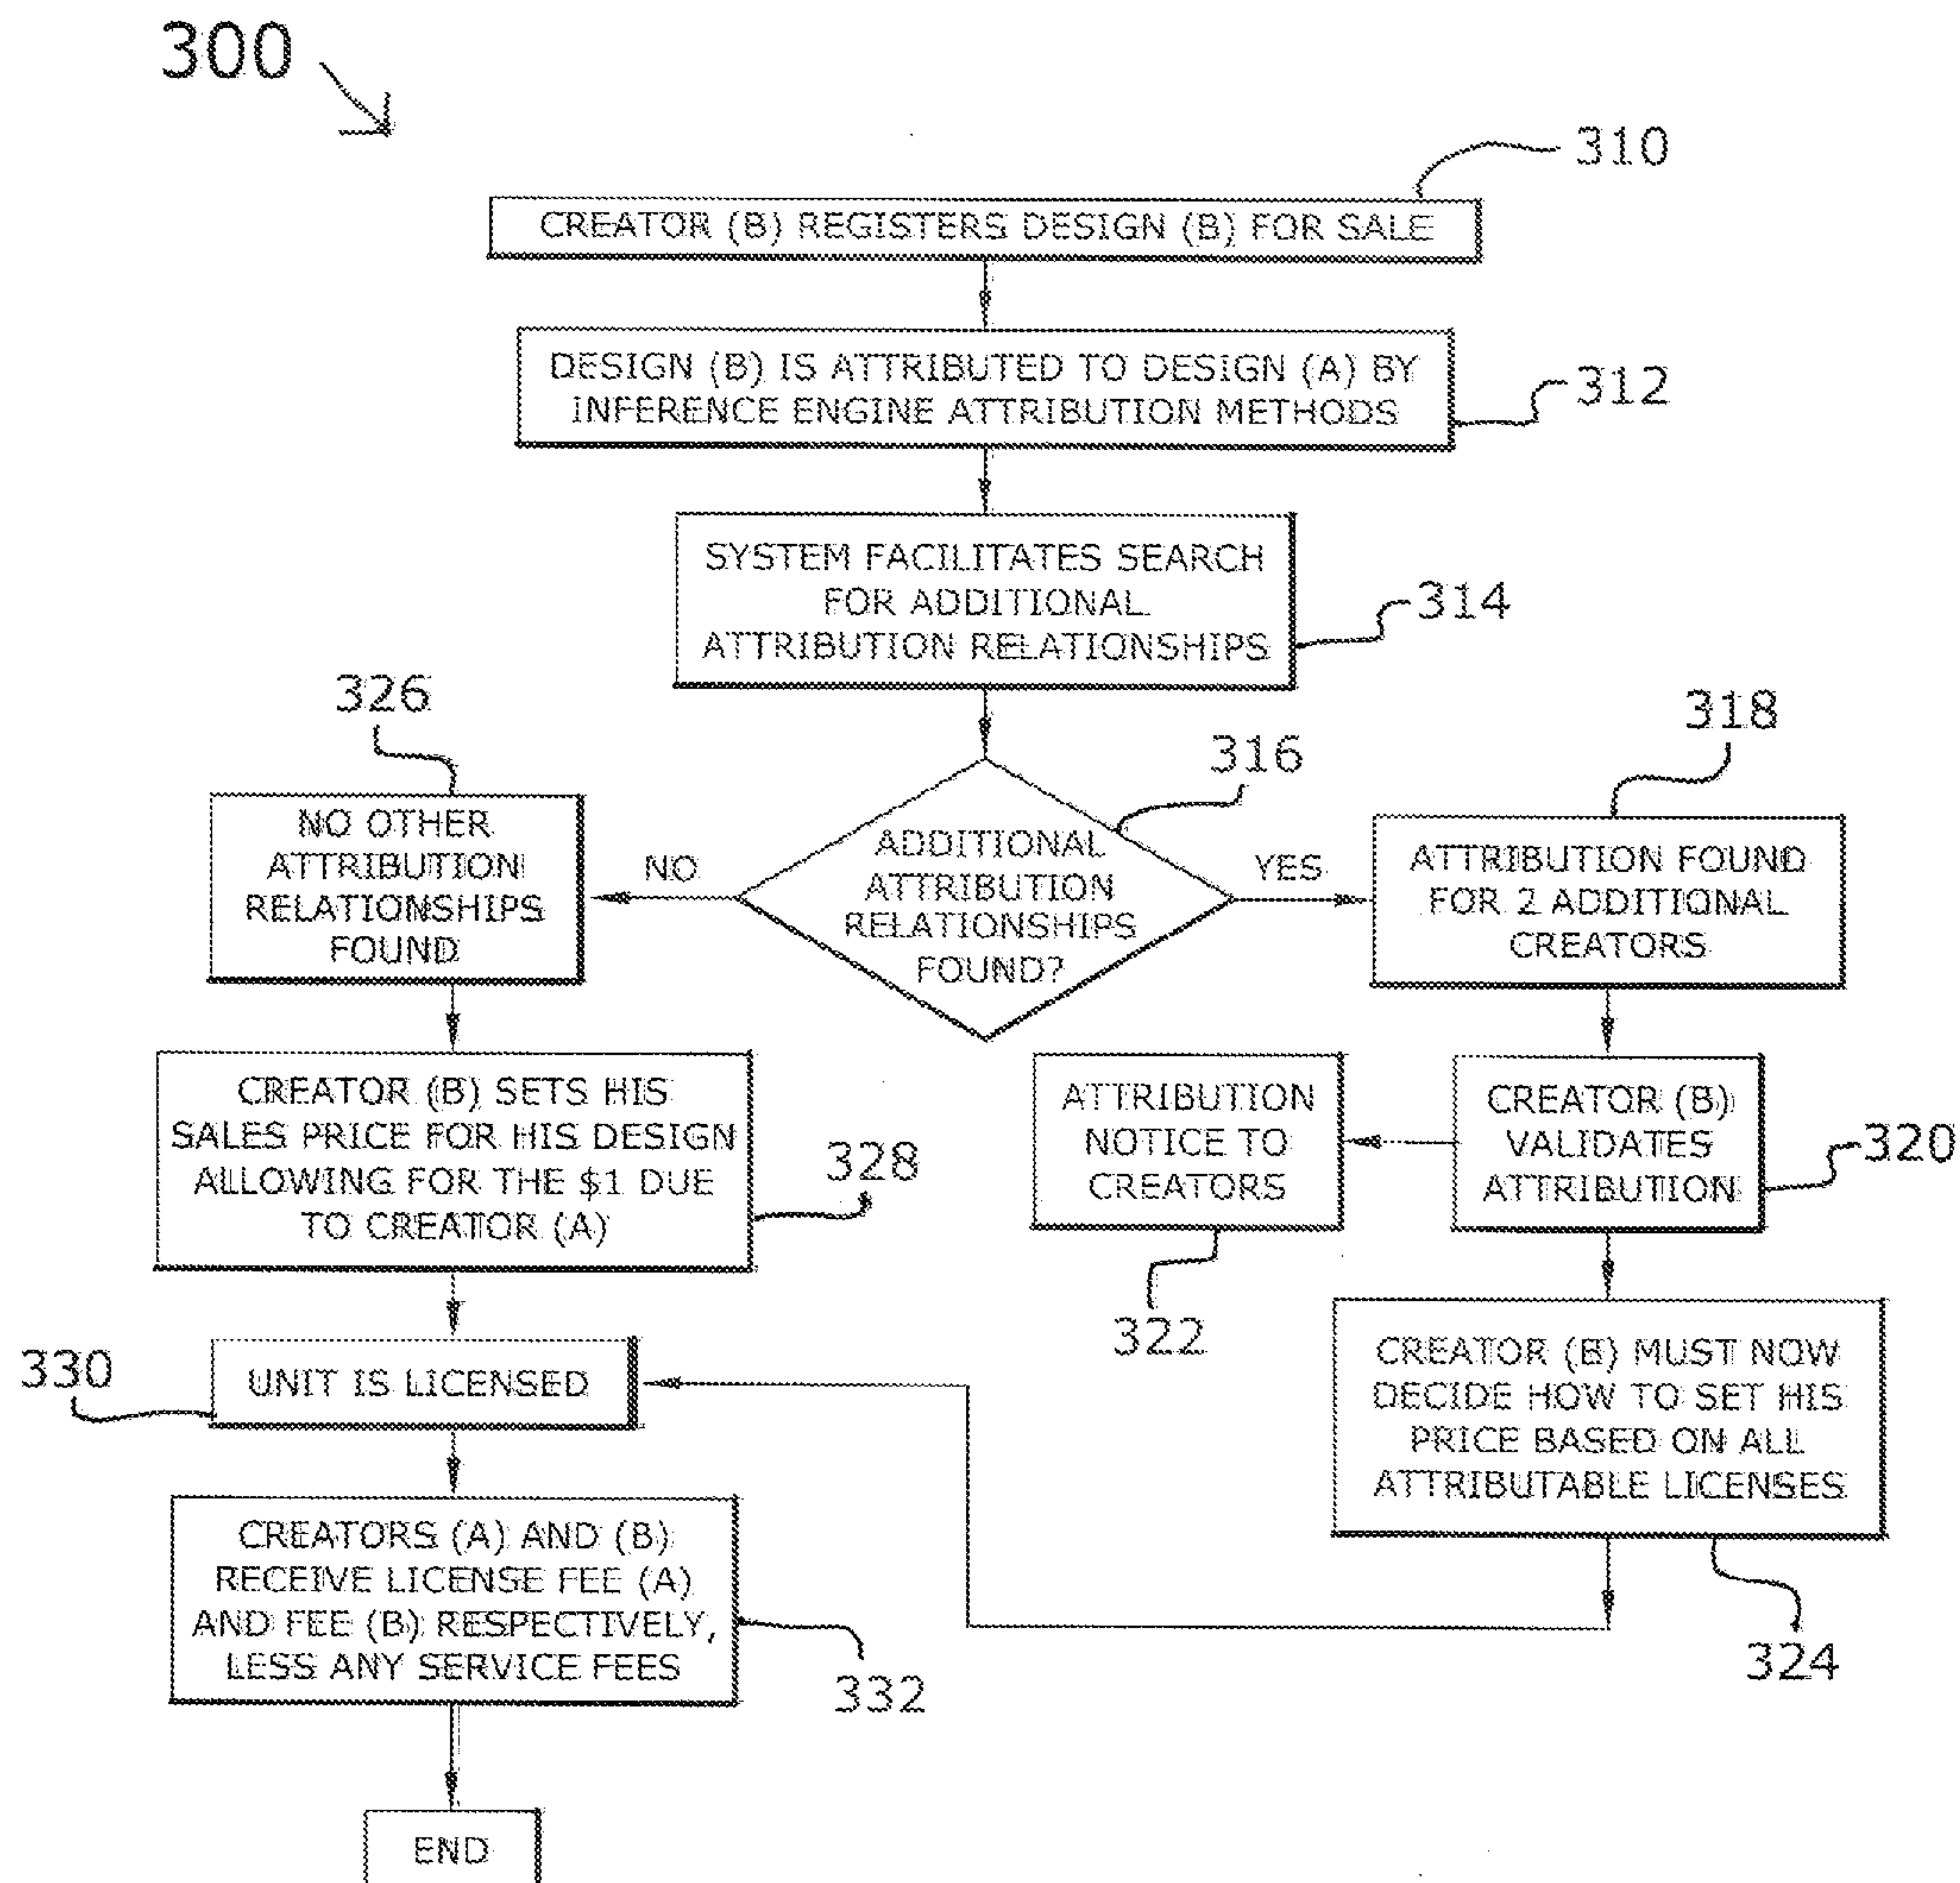 300
310
CREATOR (B) REGISTERS DESIGN (B) FOR SALE
DESIGN (B) IS ATTRIBUTED TO DESIGN (A) BY
INFERENCE ENGINE ATTRIBUTION METHODS
312
SYSTEM FACILITATES SEARCH
FOR ADDITIONAL
ATTRIBUTION RELATIONSHIPS
314
326
NO OTHER
ATTRIBUTION
RELATIONSHIPS
FOUND
NO
316
ADDITIONAL
ATTRIBUTION
RELATIONSHIPS
FOUND?
YES
318
ATTRIBUTION FOUND
FOR 2 ADDITIONAL
CREATORS
CREATOR (B) SETS HIS
SALES PRICE FOR HIS DESIGN
ALLOWING FOR THE $1 DUE
TO CREATOR (A)
328
ATTRIBUTION
NOTICE TO
CREATORS
322
CREATOR (B)
VALIDATES
ATTRIBUTION
320
330
UNIT IS LICENSED
CREATOR (B) MUST NOW
DECIDE HOW TO SET HIS
PRICE BASED ON ALL
ATTRIBUTABLE LICENSES
324
CREATORS (A) AND (B)
RECEIVE LICENSE FEE (A)
AND FEE (B) RESPECTIVELY,
LESS ANY SERVICE FEES
332
END